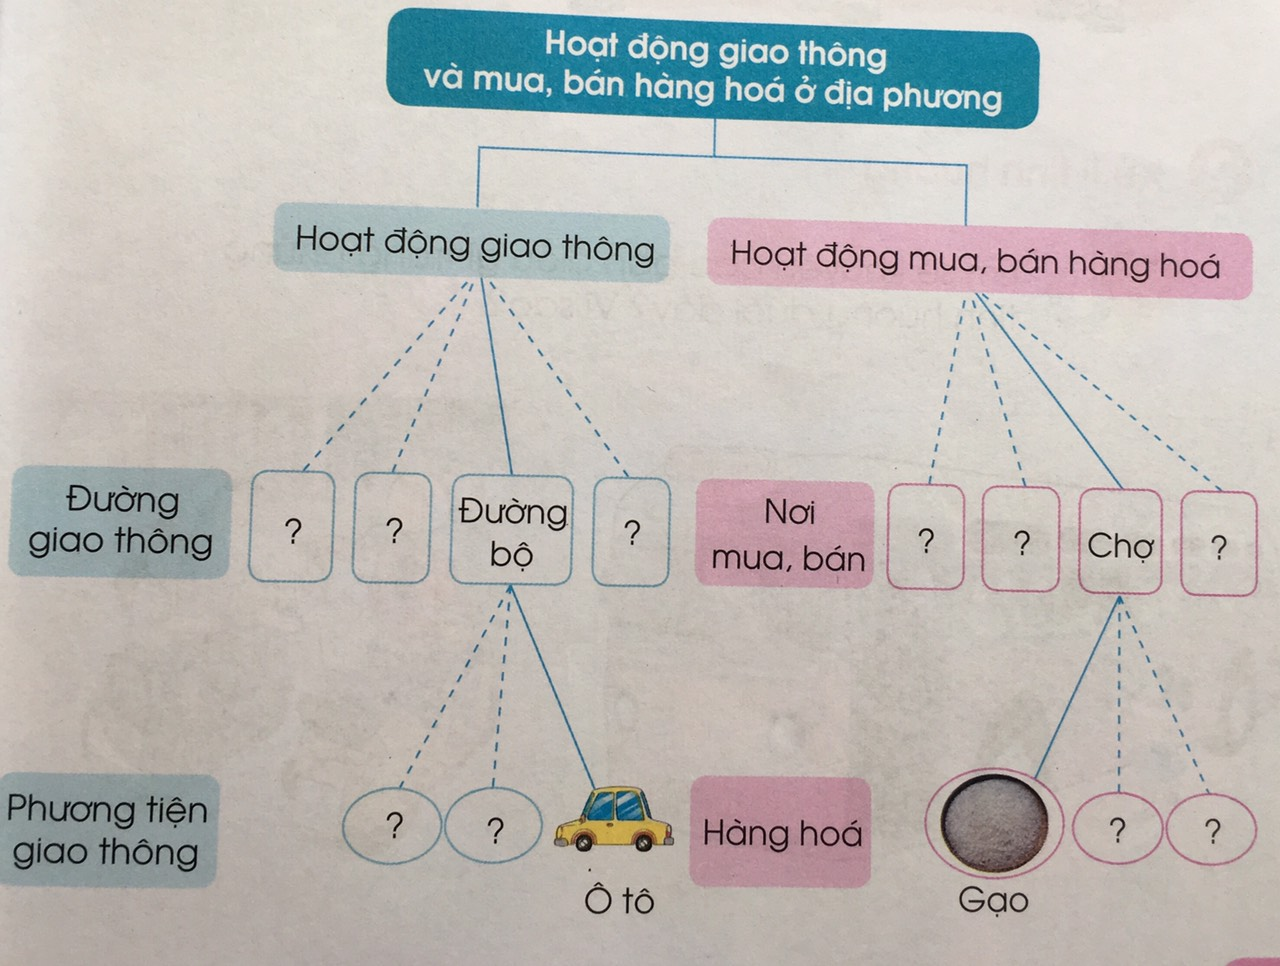 Hoạt động giao thông
và mua, bán hàng hoá ở địa phương
Hoạt động giao thông
Hoạt động mua, bán hàng hoá
Đường
giao thông
?
?
Đường
bộ
?
Nơi
mua, bán
?
?
Chợ
?
Phương tiện
giao thông
?
?
Ô tô
Hàng hoá
Gạo
?
?